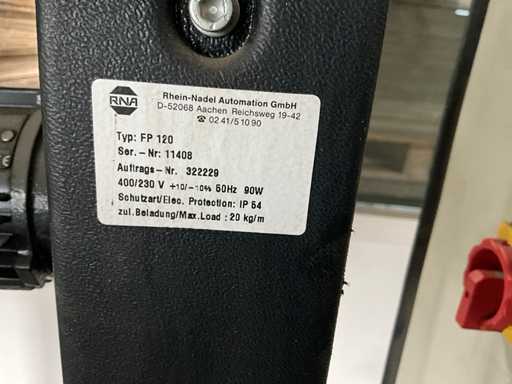 RNA
Rhein-Nadel Automation GmbH
D-52068 Aachen Reichsweg 19-42
☎ 02 41/5 10 90
Typ: FP 120
Ser.-Nr: 11408
Auftrags-Nr. 322229
400/230 V +10/-10% 50Hz 90W
Schutzart/Elec. Protection: IP 54
zul.Beladung/Max.Load : 20 kg/m